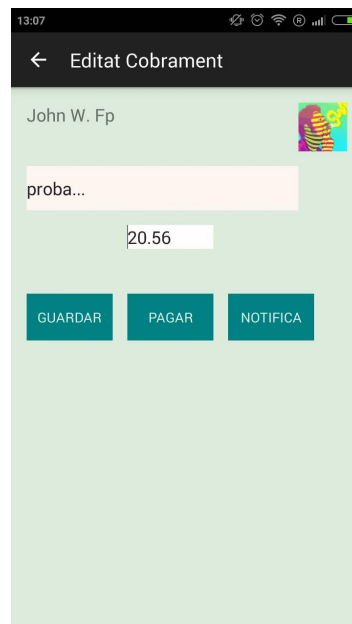 13:07
Editat Cobrament
John W. Fp
proba...
20.56
GUARDAR PAGAR NOTIFICA